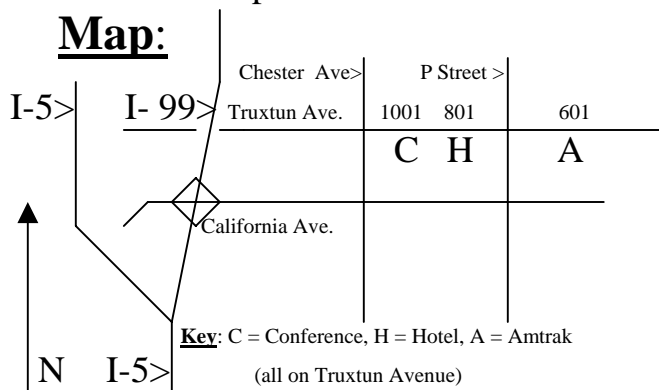 Map:
Chester Ave> P Street >
I-5> I- 99> Truxtun Ave. 1001 801 601
C H A
California Ave.
Key: C = Conference, H = Hotel, A = Amtrak
N I-5> (all on Truxtun Avenue)